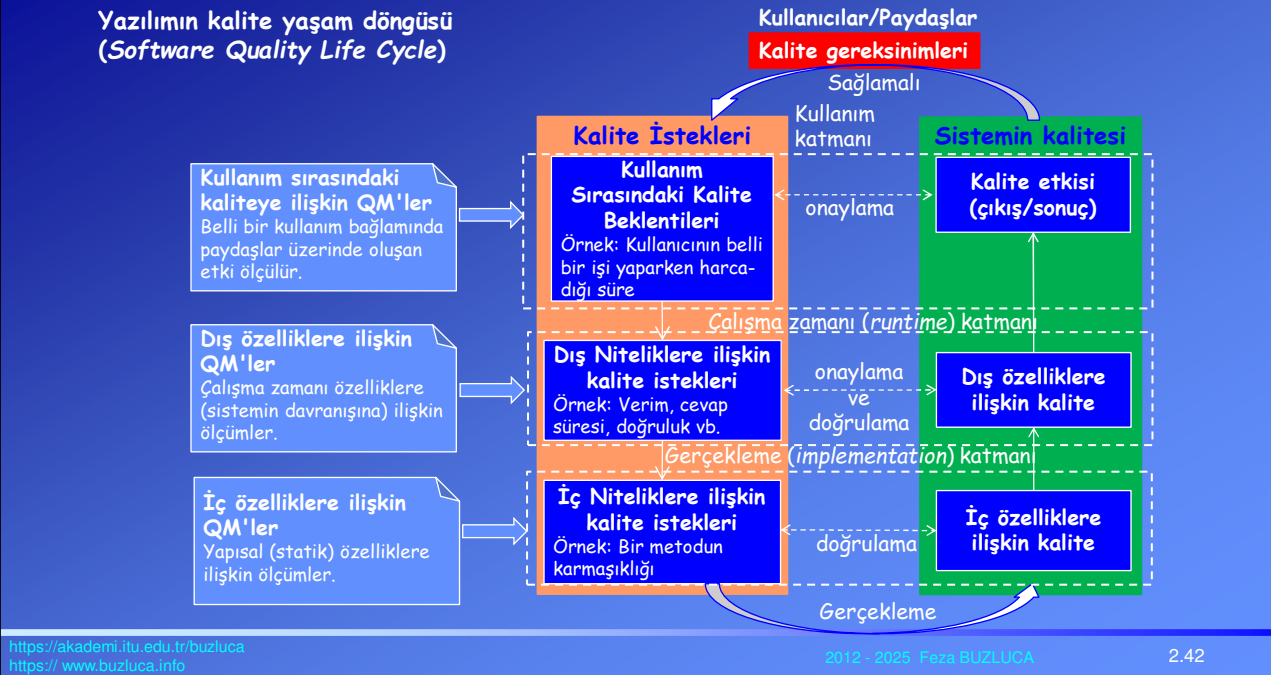 Yazılımın kalite yaşam döngüsü
(Software Quality Life Cycle)
Kullanıcılar/Paydaşlar
Kalite gereksinimleri
Sağlamalı
Kullanım
katmanı
Kalite İstekleri
Sistemin kalitesi
Kullanım sırasındaki
kaliteye ilişkin QM'ler
Belli bir kullanım bağlamında
paydaşlar üzerinde oluşan
etki ölçülür.
Kullanım
Sırasındaki Kalite
Beklentileri
Örnek: Kullanıcının belli
bir işi yaparken harca-
dığı süre
onaylama
Kalite etkisi
(çıkış/sonuç)
Çalışma zamanı (runtime) katmanı
Dış özelliklere ilişkin
QM'ler
Çalışma zamanı özelliklere
(sistemin davranışına) ilişkin
ölçümler.
Dış Niteliklere ilişkin
kalite istekleri
Örnek: Verim, cevap
süresi, doğruluk vb.
onaylama
ve
doğrulama
Dış özelliklere
ilişkin kalite
Gerçekleme (implementation) katmanı
İç özelliklere ilişkin
QM'ler
Yapısal (statik) özelliklere
ilişkin ölçümler.
İç Niteliklere ilişkin
kalite istekleri
Örnek: Bir metodun
karmaşıklığı
doğrulama
İç özelliklere
ilişkin kalite
Gerçekleme
https://akademi.itu.edu.tr/buzluca
https:// www.buzluca.info
2012 - 2025 Feza BUZLUCA
2.42